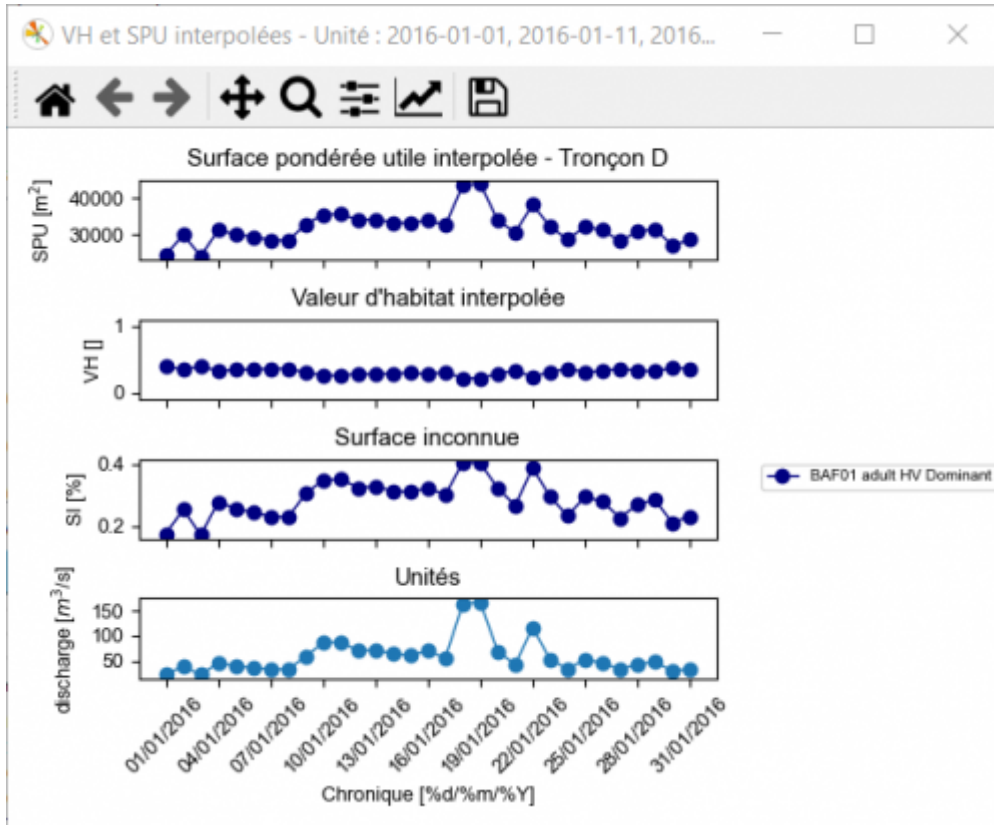 VH et SPU interpolées - Unité : 2016-01-01, 2016-01-11, 2016...
Surface pondérée utile interpolée - Tronçon D
SPU [m²]
40000
30000
Valeur d'habitat interpolée
VH []
1
0
Surface inconnue
SI [%]
0.4
0.2
BAF01 adult HV Dominant
Unités
discharge [m³/s]
150
100
50
01/01/2016
04/01/2016
07/01/2016
10/01/2016
13/01/2016
16/01/2016
19/01/2016
22/01/2016
25/01/2016
28/01/2016
31/01/2016
Chronique [%d/%m/%Y]